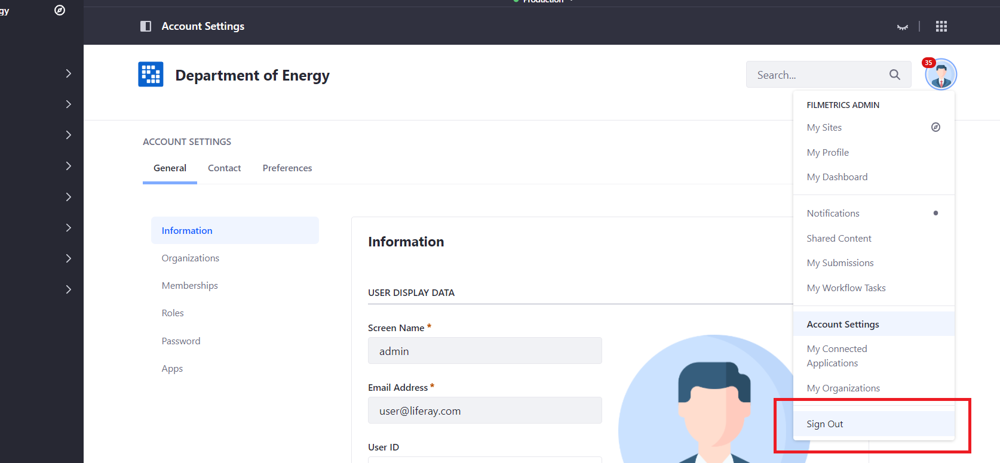 gy
Production
Account Settings
Department of Energy
Search...
35
FILMETRICS ADMIN
My Sites
My Profile
My Dashboard
Notifications
Shared Content
My Submissions
My Workflow Tasks
Account Settings
My Connected
Applications
My Organizations
Sign Out
ACCOUNT SETTINGS
General
Contact
Preferences
Information
Organizations
Memberships
Roles
Password
Apps
Information
USER DISPLAY DATA
Screen Name *
admin
Email Address *
user@liferay.com
User ID